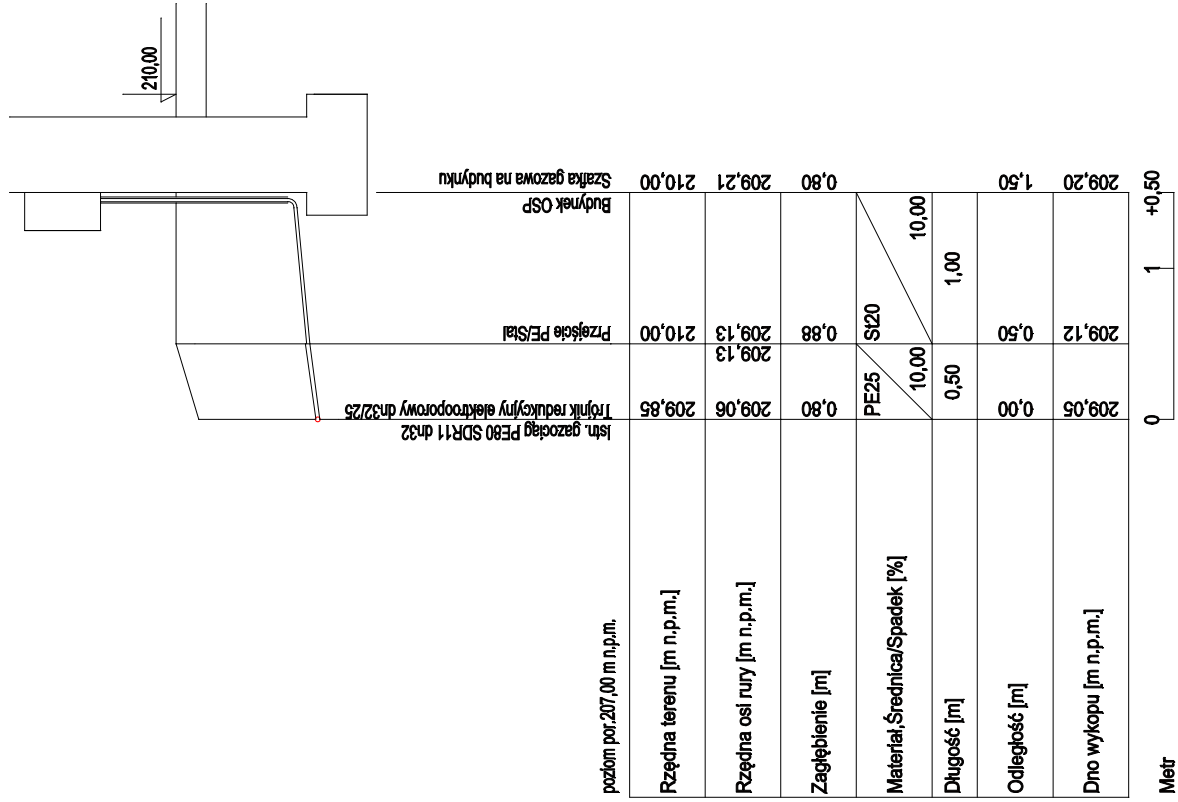 210,00
Istn. gazociąg PE80 SDR11 dn32
Trójnik redukcyjny elektrooporowy dn32/25
Przejście PE/Stal
Budynek OSP
Szafka gazowa na budynku
poziom por.207,00 m n.p.m.
Rzędna terenu [m n.p.m.] 209,85 210,00 210,00
Rzędna osi rury [m n.p.m.] 209,06 209,13 209,13 209,21
Zagłębienie [m] 0,80 0,88 0,80
Materiał,Średnica/Spadek [%] PE25 10,00 St20 10,00
Długość [m] 0,50 1,00
Odległość [m] 0,00 0,50 1,50
Dno wykopu [m n.p.m.] 209,05 209,12 209,20
Metr 0 1 +0,50